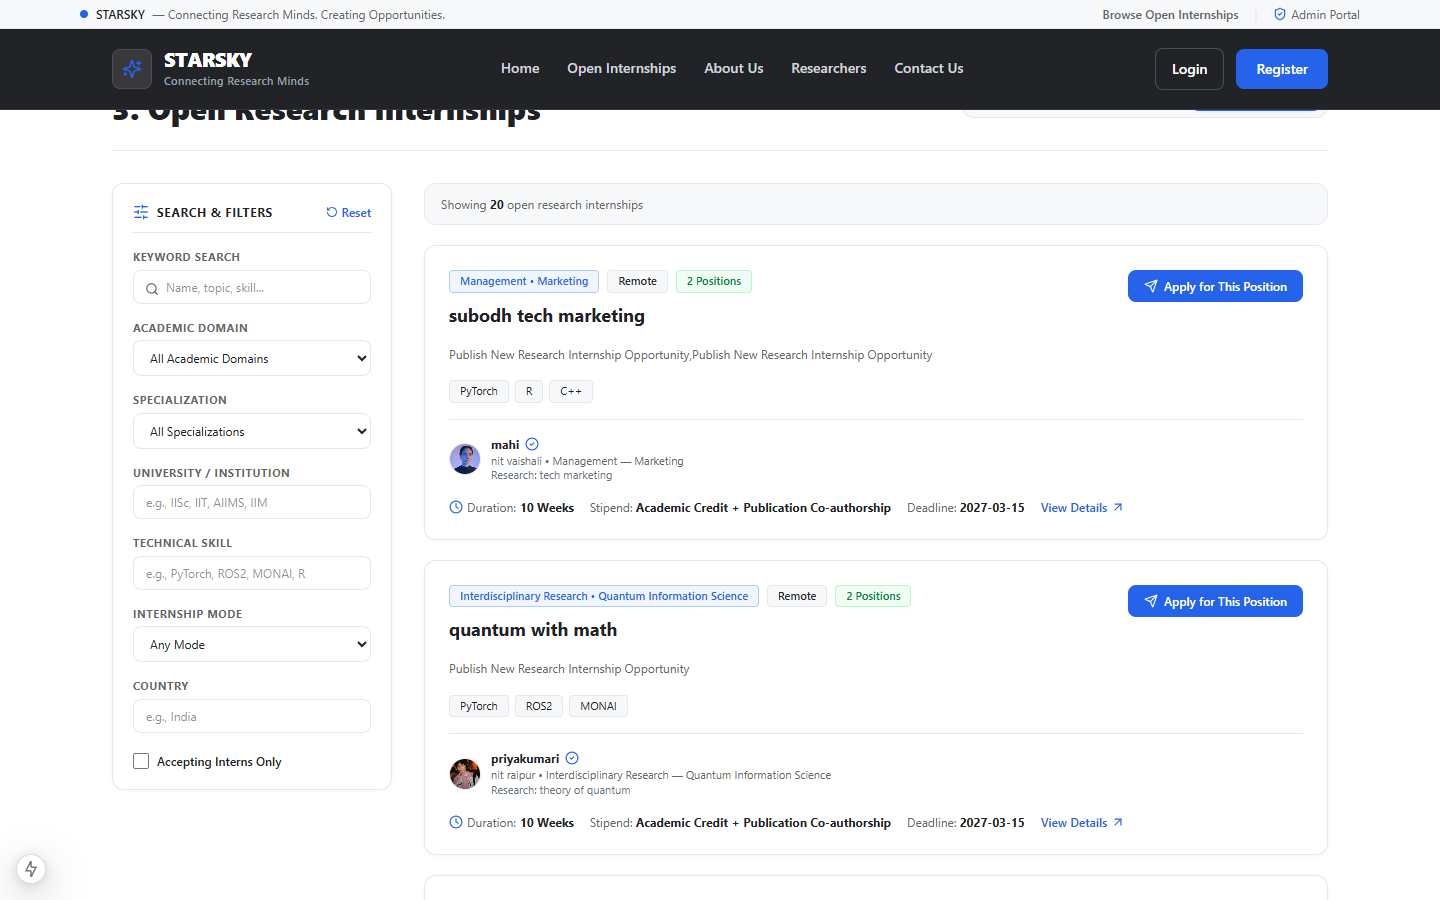 STARSKY — Connecting Research Minds. Creating Opportunities.
Browse Open Internships | Admin Portal
STARSKY
Connecting Research Minds
Home Open Internships About Us Researchers Contact Us
Login Register
3. Open Research Internships
SEARCH & FILTERS Reset
KEYWORD SEARCH
Name, topic, skill...
ACADEMIC DOMAIN
All Academic Domains
SPECIALIZATION
All Specializations
UNIVERSITY / INSTITUTION
e.g., IISc, IIT, AIIMS, IIM
TECHNICAL SKILL
e.g., PyTorch, ROS2, MONAI, R
INTERNSHIP MODE
Any Mode
COUNTRY
e.g., India
Accepting Interns Only
Showing 20 open research internships
Management • Marketing Remote 2 Positions
Apply for This Position
subodh tech marketing
Publish New Research Internship Opportunity,Publish New Research Internship Opportunity
PyTorch R C++
mahi
nit vaishali • Management — Marketing
Research: tech marketing
Duration: 10 Weeks Stipend: Academic Credit + Publication Co-authorship Deadline: 2027-03-15 View Details
Interdisciplinary Research • Quantum Information Science Remote 2 Positions
Apply for This Position
quantum with math
Publish New Research Internship Opportunity
PyTorch ROS2 MONAI
priyakumari
nit raipur • Interdisciplinary Research — Quantum Information Science
Research: theory of quantum
Duration: 10 Weeks Stipend: Academic Credit + Publication Co-authorship Deadline: 2027-03-15 View Details